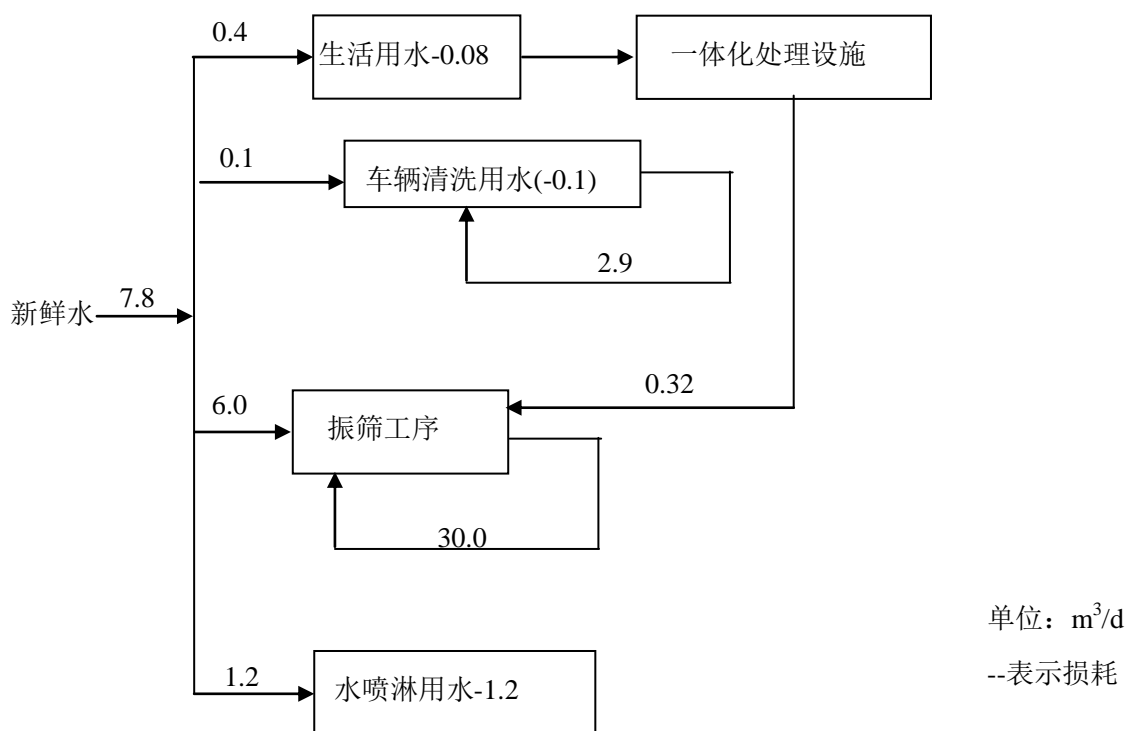 0.4
生活用水-0.08
一体化处理设施
0.1
车辆清洗用水(-0.1)
2.9
新鲜水
7.8
0.32
6.0
振筛工序
30.0
单位：m³/d
1.2
水喷淋用水-1.2
--表示损耗